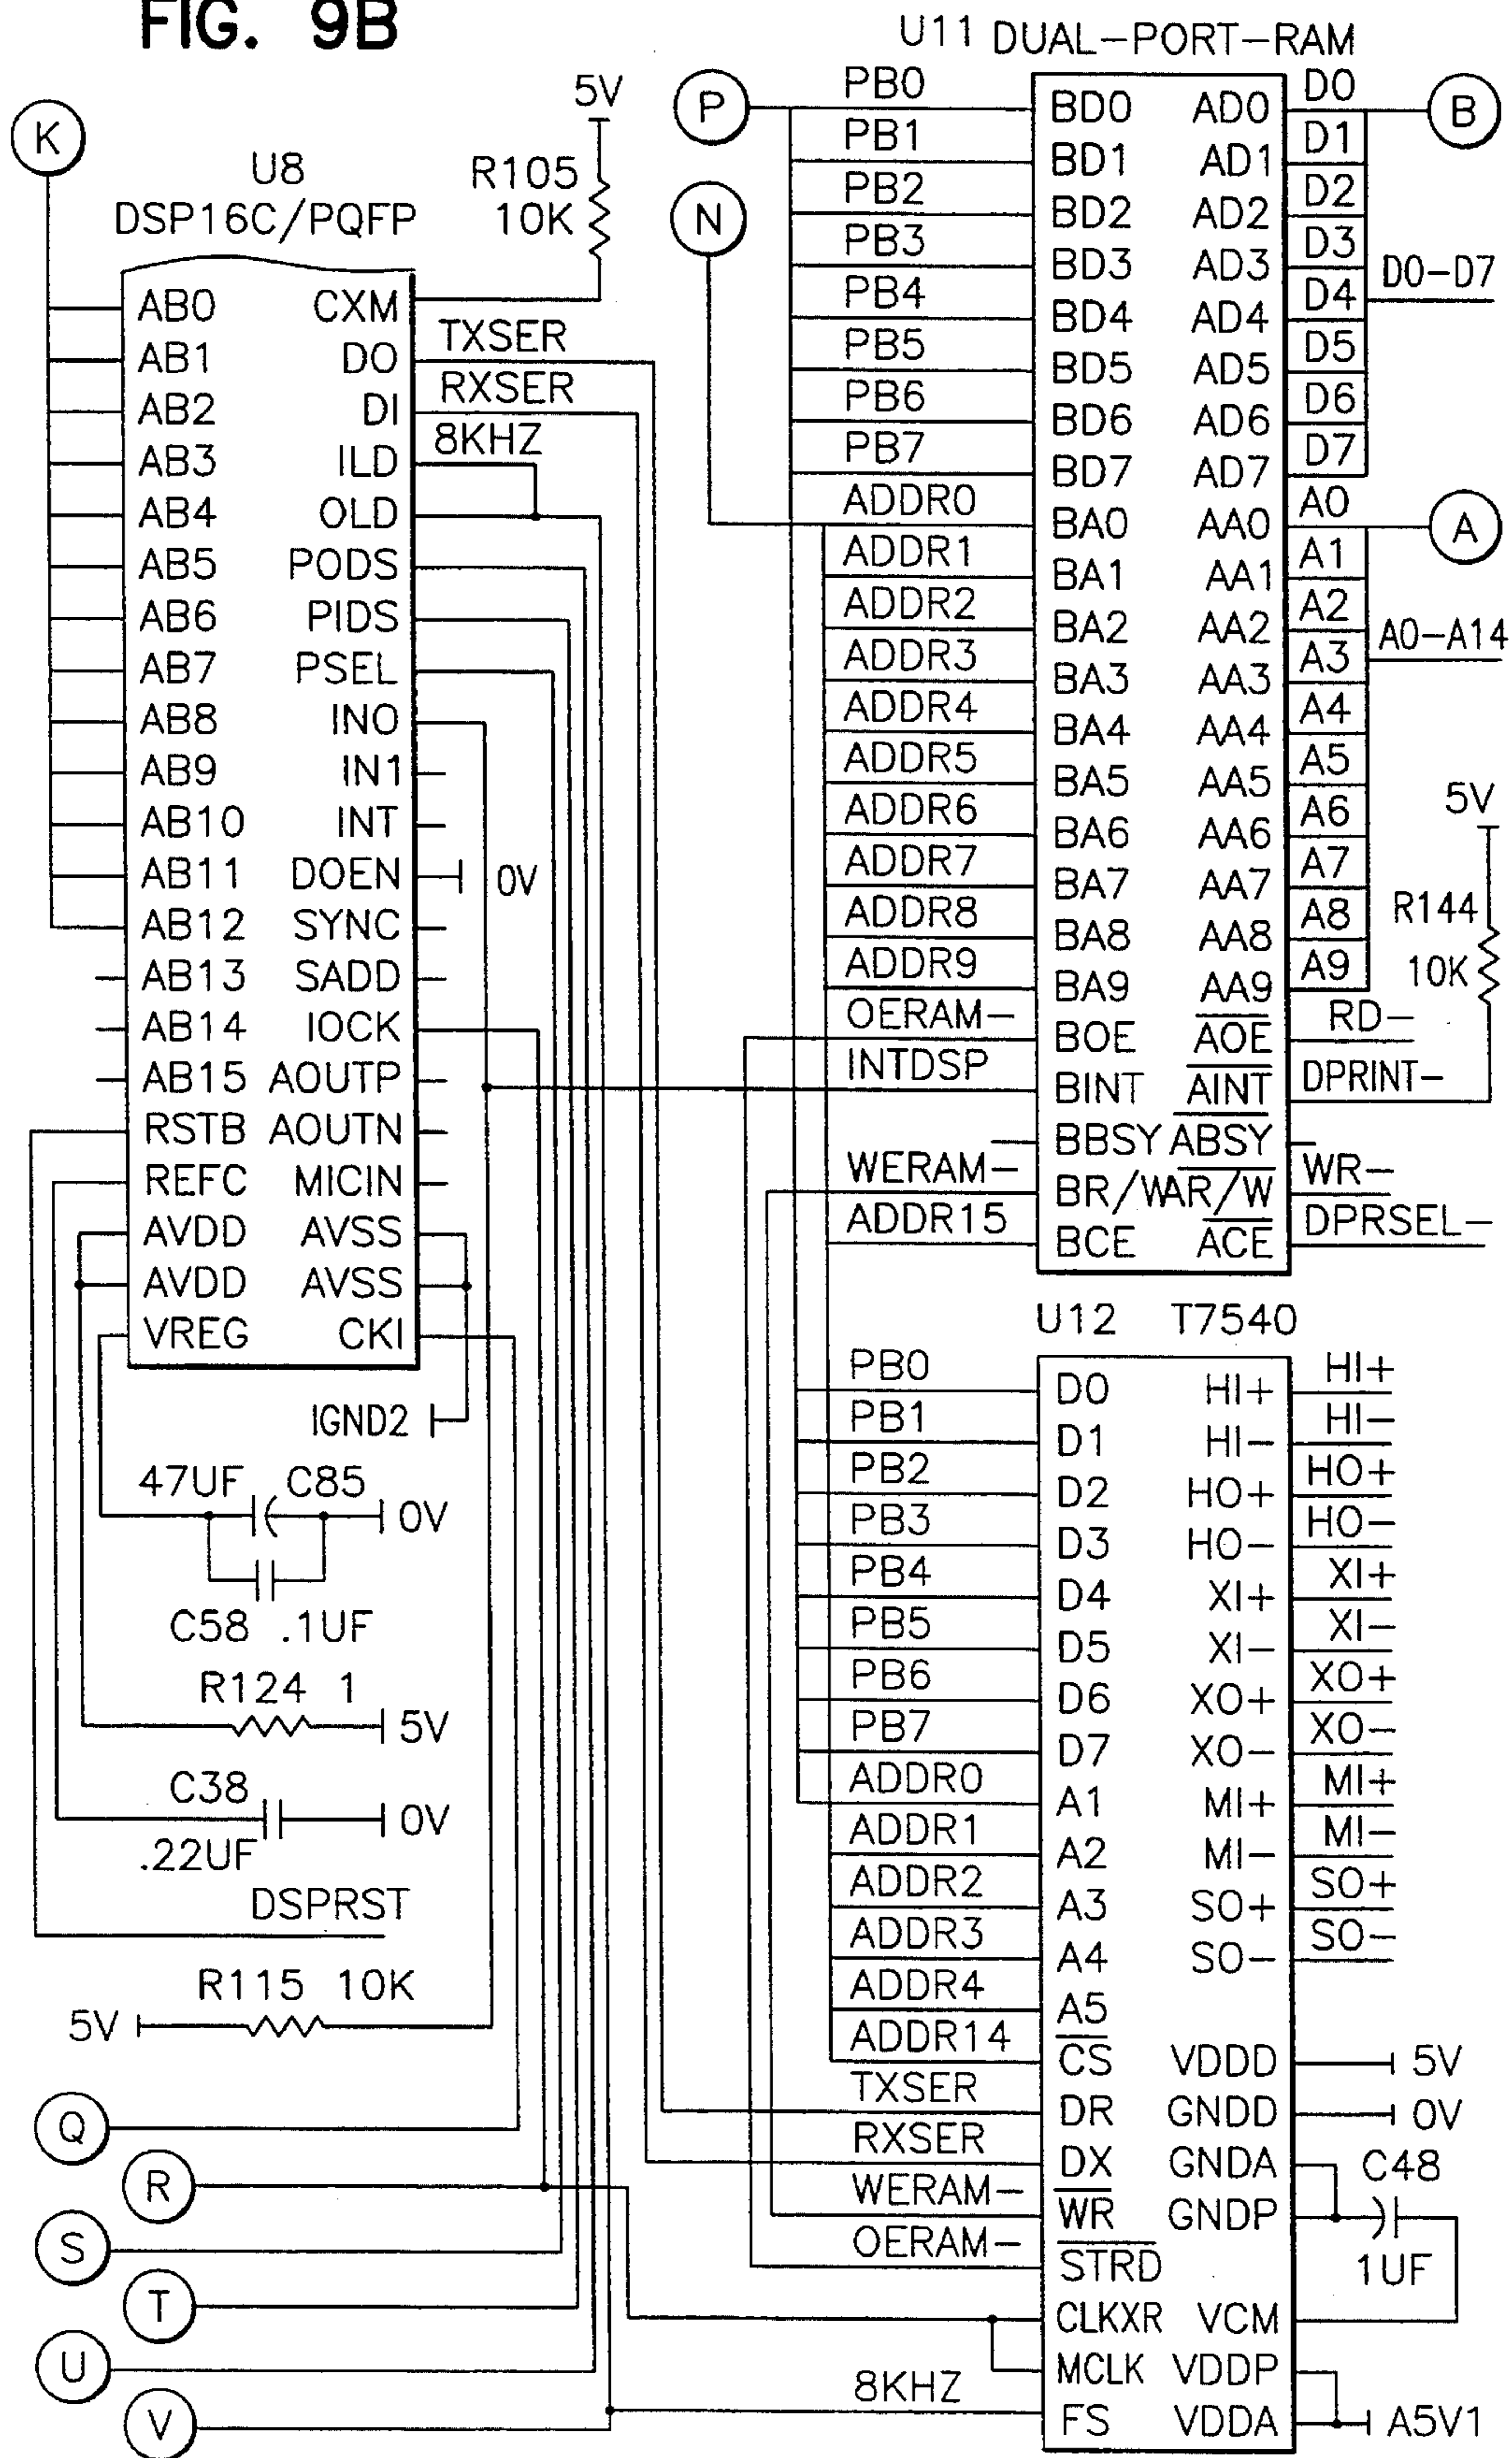 FIG. 9B
K
U8
DSP16C/PQFP
5V
R105
10K
AB0 CXM
AB1 DO TXSER
AB2 DI RXSER
AB3 ILD 8KHZ
AB4 OLD
AB5 PODS
AB6 PIDS
AB7 PSEL
AB8 IN0
AB9 IN1
AB10 INT
AB11 DOEN 0V
AB12 SYNC
AB13 SADD
AB14 IOCK
AB15 AOUTP
RSTB AOUTN
REFC MICIN
AVDD AVSS
AVDD AVSS
VREG CKI
IGND2
47UF C85 0V
C58 .1UF
R124 1
5V
C38
.22UF
0V
DSPRST
R115 10K
5V
Q
R
S
T
U
V
U11 DUAL-PORT-RAM
P
N
B
A
PB0 BD0 AD0 D0
PB1 BD1 AD1 D1
PB2 BD2 AD2 D2
PB3 BD3 AD3 D3
D0-D7
PB4 BD4 AD4 D4
PB5 BD5 AD5 D5
PB6 BD6 AD6 D6
PB7 BD7 AD7 D7
ADDR0 BA0 AA0 A0
ADDR1 BA1 AA1 A1
ADDR2 BA2 AA2 A2
A0-A14
ADDR3 BA3 AA3 A3
ADDR4 BA4 AA4 A4
ADDR5 BA5 AA5 A5
ADDR6 BA6 AA6 A6
ADDR7 BA7 AA7 A7
ADDR8 BA8 AA8 A8
ADDR9 BA9 AA9 A9
5V
R144
10K
OERAM- BOE AOE RD-
INTDSP BINT AINT DPRINT-
BBSY ABSY
WERAM- BR/W AR/W WR-
ADDR15 BCE ACE DPRSEL-
U12 T7540
PB0 D0 HI+ HI+
PB1 D1 HI- HI-
PB2 D2 HO+ HO+
PB3 D3 HO- HO-
PB4 D4 XI+ XI+
PB5 D5 XI- XI-
PB6 D6 XO+ XO+
PB7 D7 XO- XO-
ADDR0 A1 MI+ MI+
ADDR1 A2 MI- MI-
ADDR2 A3 SO+ SO+
ADDR3 A4 SO- SO-
ADDR4 A5
ADDR14 CS VDDD 5V
TXSER DR GNDD 0V
RXSER DX GNDA C48
WERAM- WR GNDP
OERAM- STRD 1UF
CLKXR VCM
MCLK VDDP
8KHZ FS VDDA A5V1